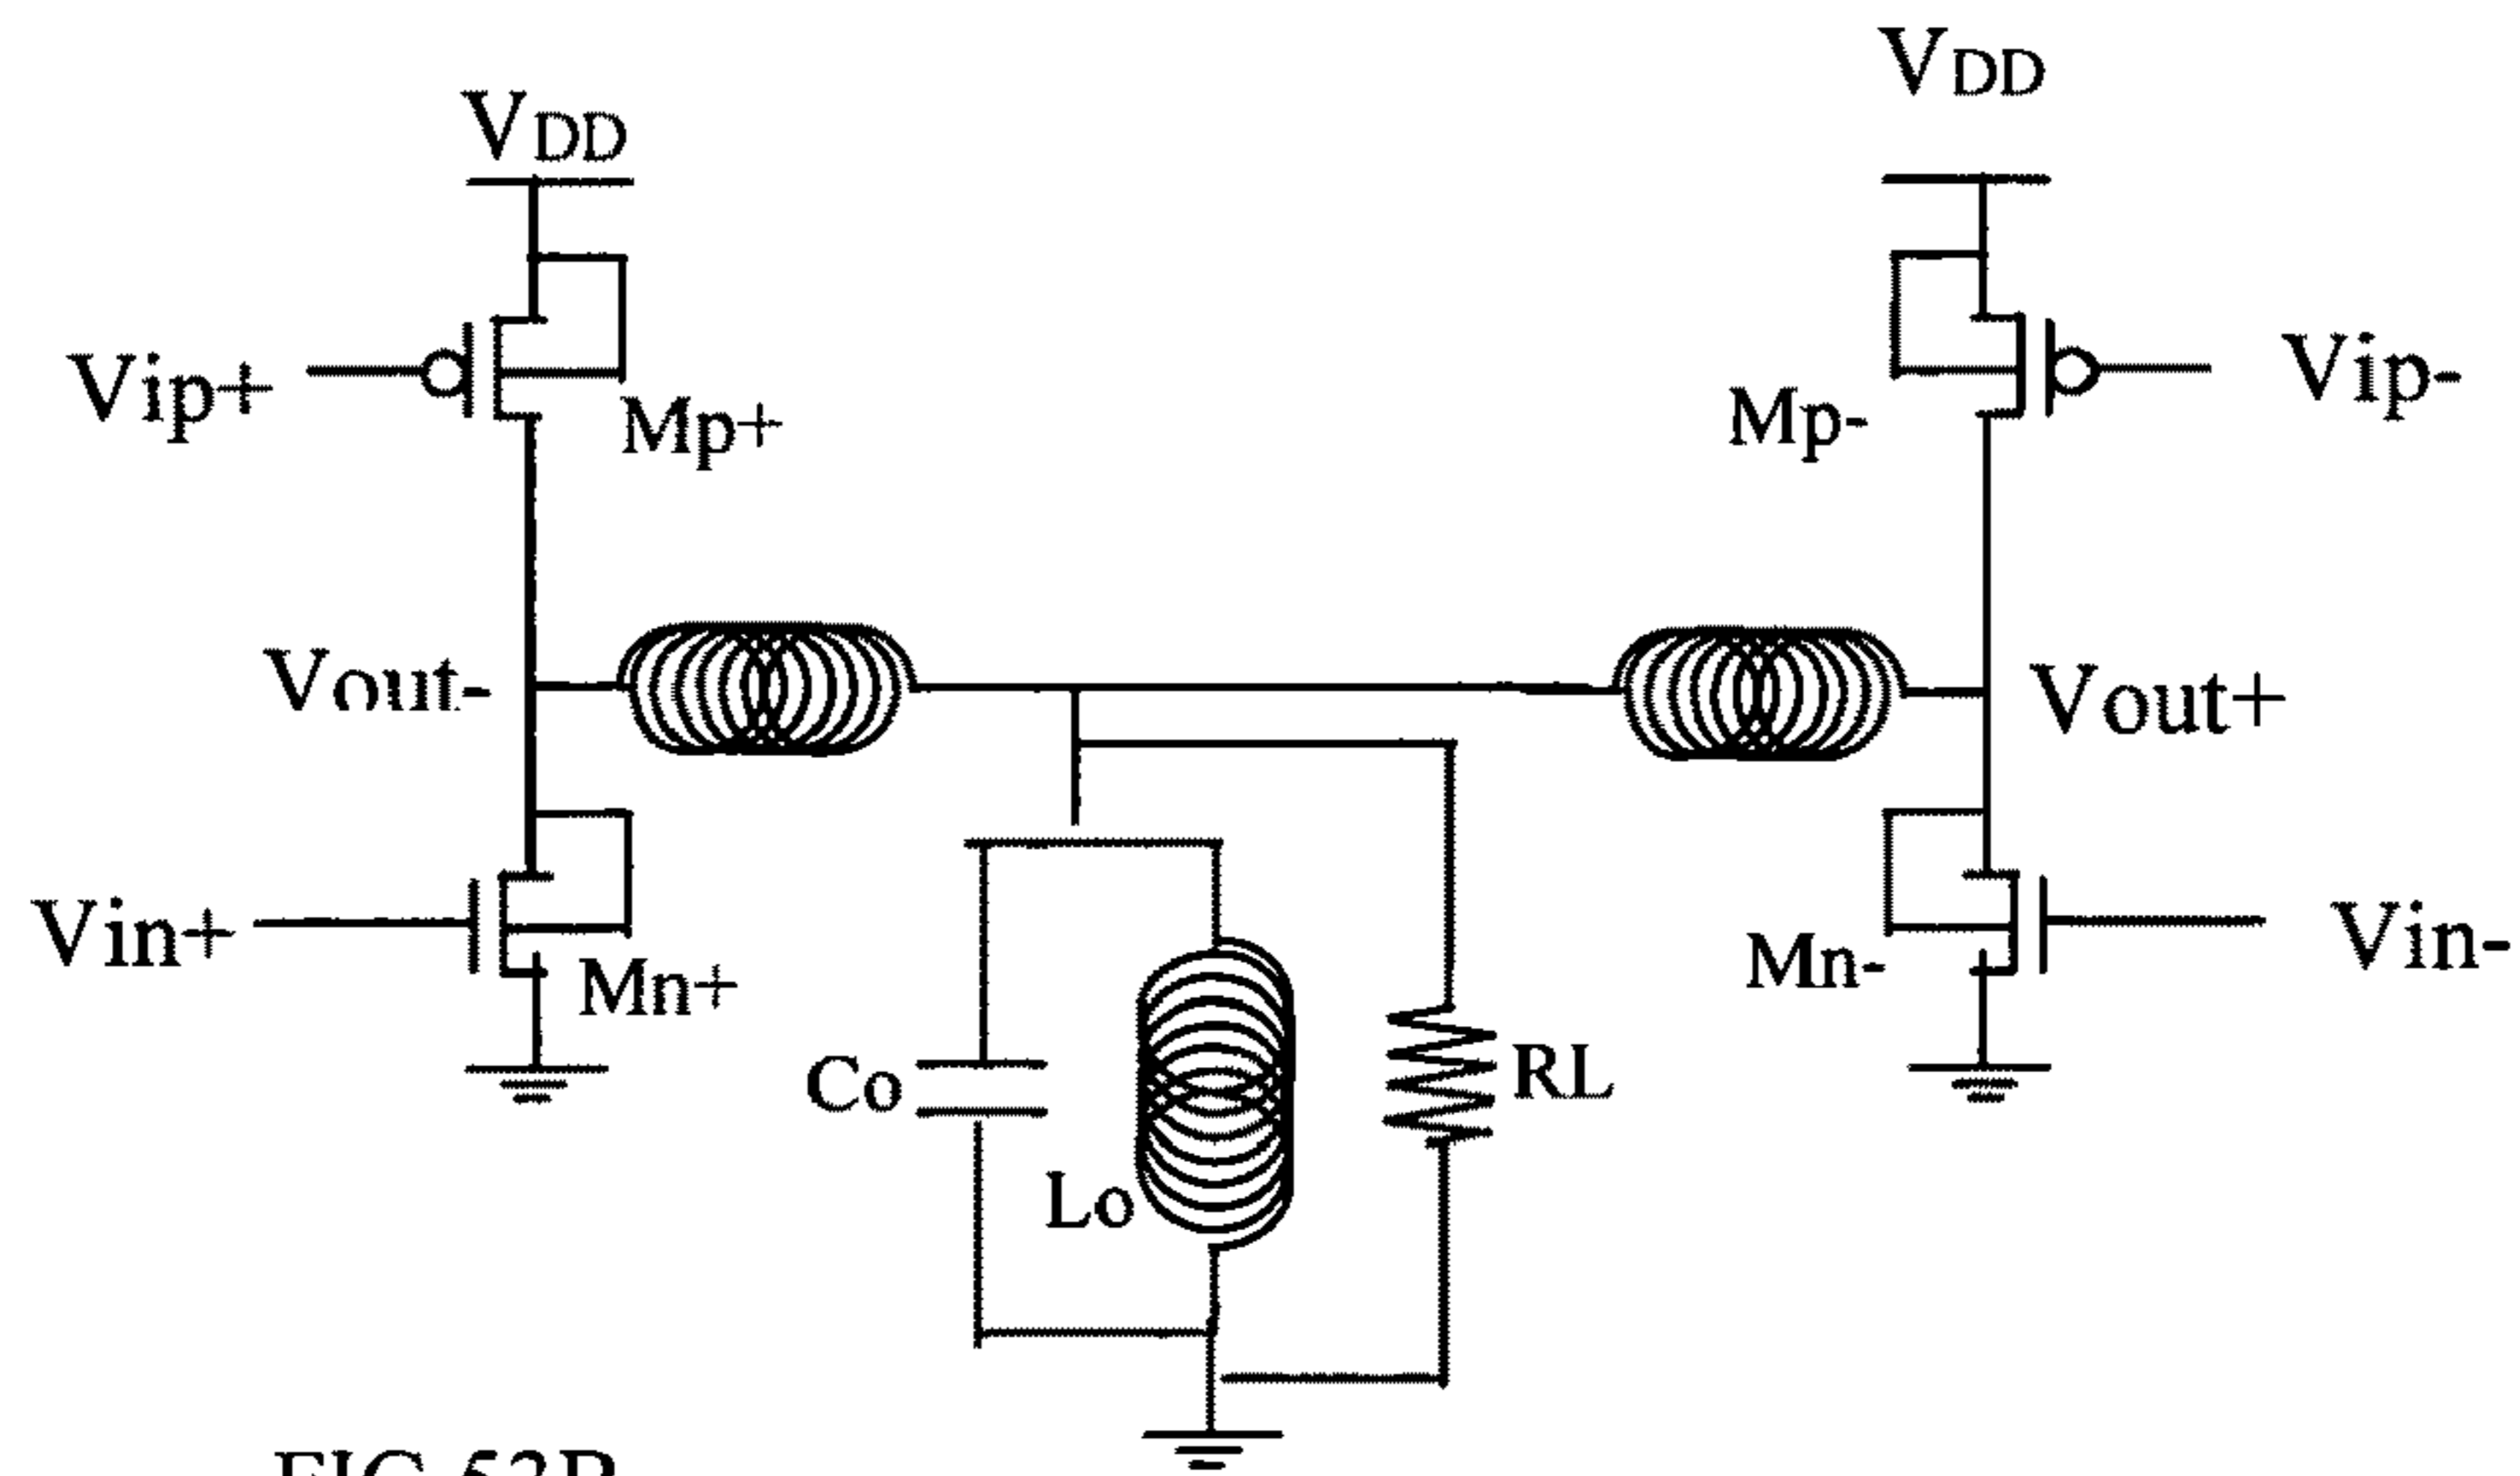 VDD
VDD
Vip+
Mp+
Mp-
Vip-
Vout-
Vout+
Vin+
Mn+
Mn-
Vin-
Co
Lo
RL